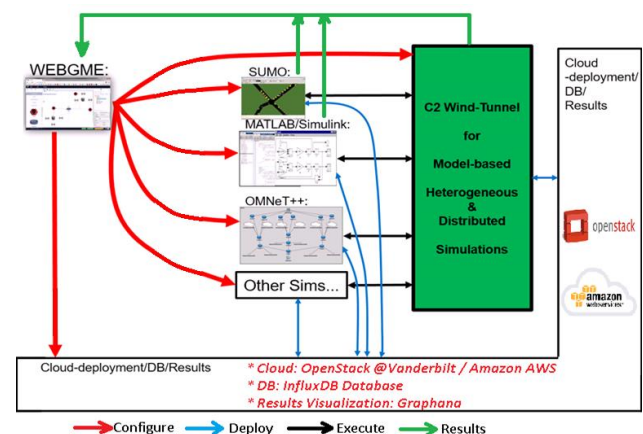 WEBGME:
SUMO:
MATLAB/Simulink:
OMNeT++:
Other Sims...
C2 Wind-Tunnel
for
Model-based
Heterogeneous
&
Distributed
Simulations
Cloud
-deployment/
DB/
Results
openstack
amazon
webservices
Cloud-deployment/DB/Results
* Cloud: OpenStack @Vanderbilt / Amazon AWS
* DB: InfluxDB Database
* Results Visualization: Graphana
Configure Deploy Execute Results